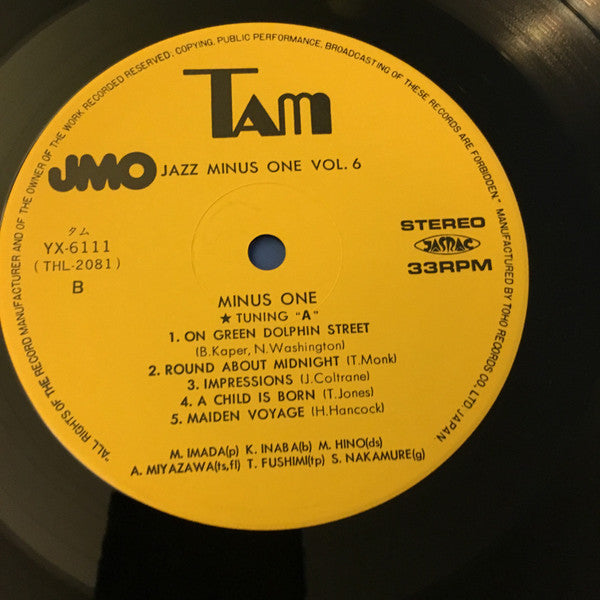 "ALL RIGHTS OF THE RECORD MANUFACTURER AND OF THE OWNER OF THE WORK RECORDED RESERVED; COPYING, PUBLIC PERFORMANCE, BROADCASTING OF THESE RECORDS ARE FORBIDDEN." MANUFACTURED BY TOHO RECORDS CO. LTD. JAPAN
TAM
JMO JAZZ MINUS ONE VOL. 6
タム
YX-6111
(THL-2081)
B
STEREO
JASRAC
33RPM
MINUS ONE
★ TUNING "A"
1. ON GREEN DOLPHIN STREET
(B. Kaper, N. Washington)
2. ROUND ABOUT MIDNIGHT (T. Monk)
3. IMPRESSIONS (J. Coltrane)
4. A CHILD IS BORN (T. Jones)
5. MAIDEN VOYAGE (H. Hancock)
M. IMADA(p) K. INABA(b) M. HINO(ds)
A. MIYAZAWA(ts,fl) T. FUSHIMI(tp) S. NAKAMURE(g)